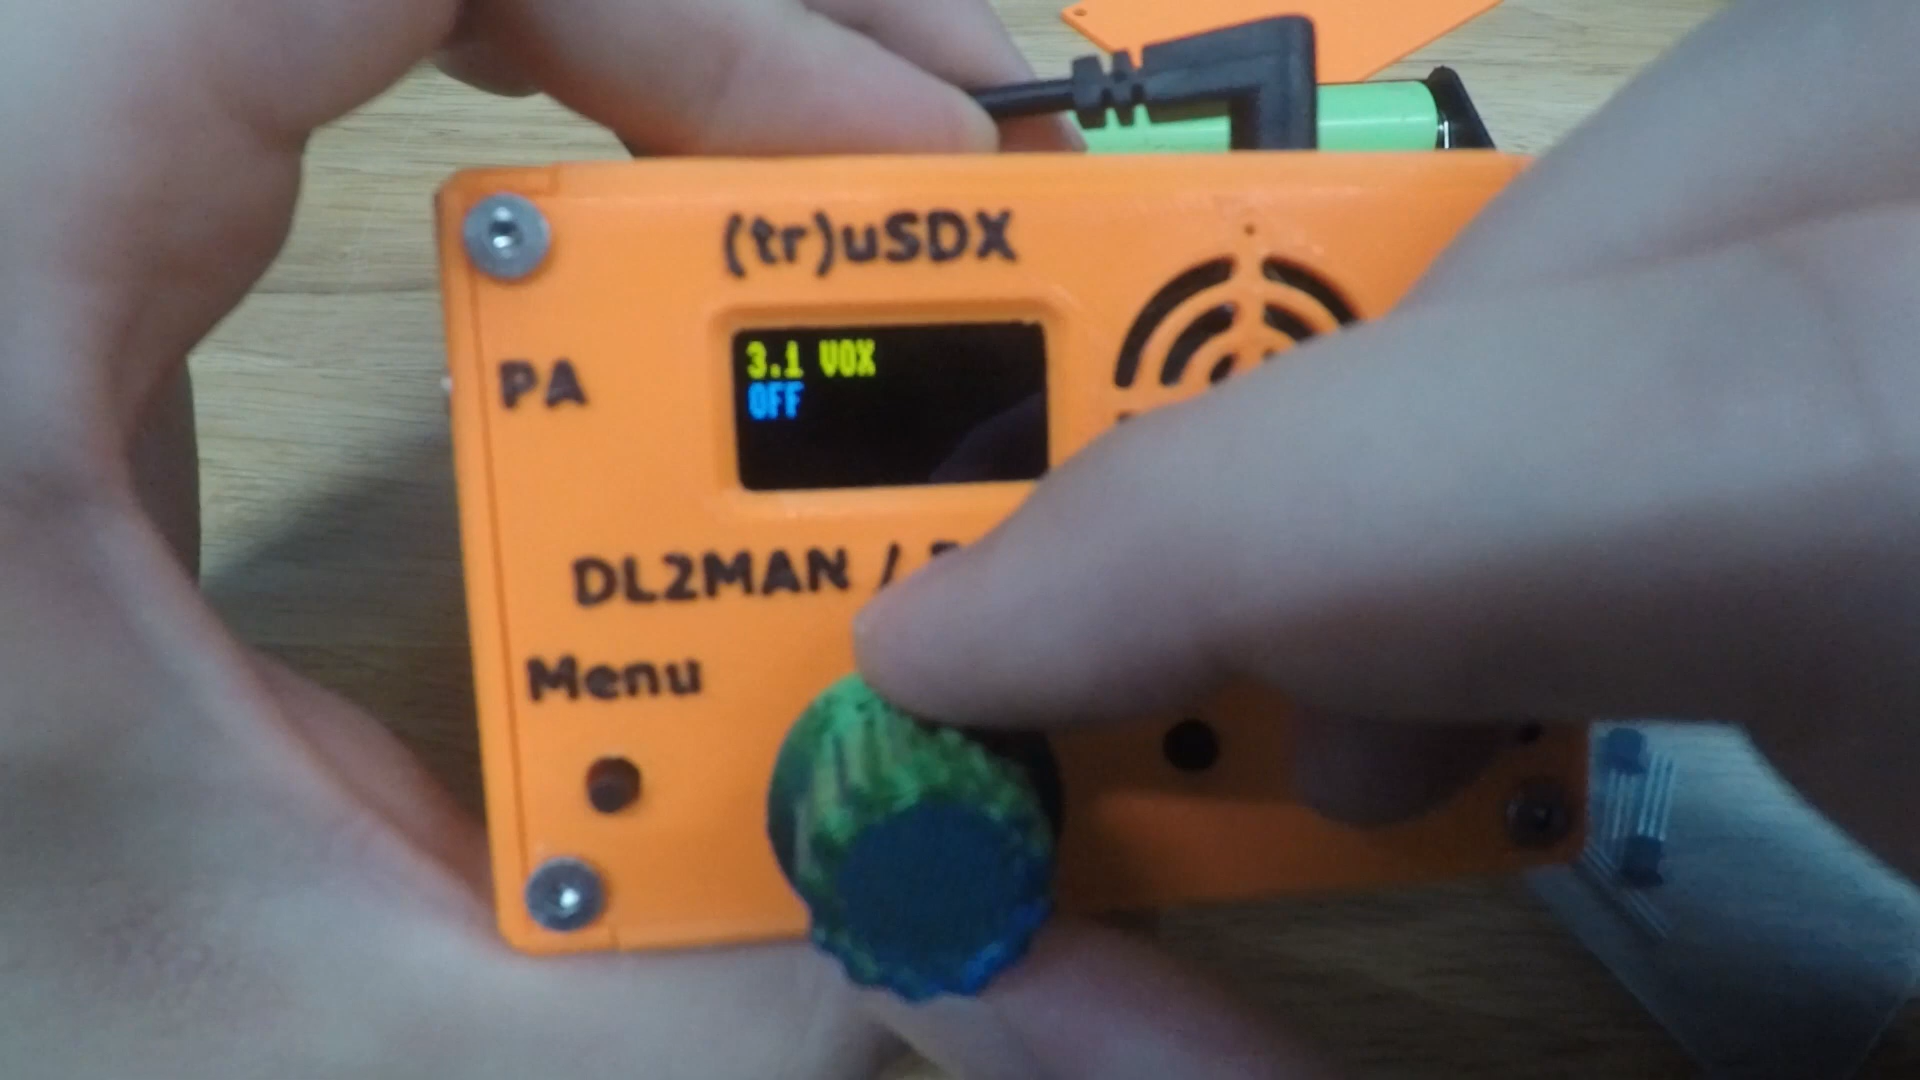 (tr)uSDX
3.1 VOX
OFF
PA
DL2MAN /
Menu